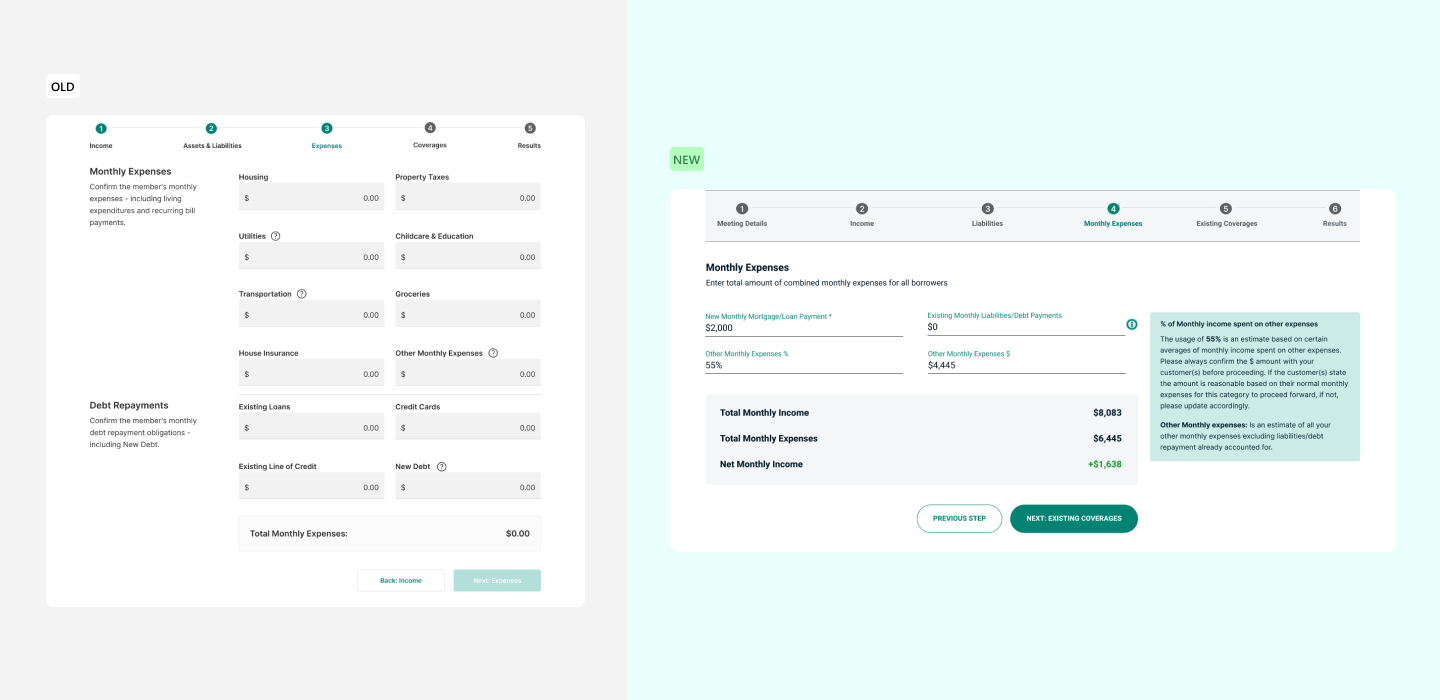 OLD
1 2 3 4 5
Income Assets & Liabilities Expenses Coverages Results
Monthly Expenses
Confirm the member's monthly
expenses - including living
expenditures and recurring bill
payments.
Housing Property Taxes
$ 0.00 $ 0.00
Utilities ? Childcare & Education
$ 0.00 $ 0.00
Transportation ? Groceries
$ 0.00 $ 0.00
House Insurance Other Monthly Expenses ?
$ 0.00 $ 0.00
Debt Repayments
Confirm the member's monthly
debt repayment obligations -
including New Debt.
Existing Loans Credit Cards
$ 0.00 $ 0.00
Existing Line of Credit New Debt ?
$ 0.00 $ 0.00
Total Monthly Expenses: $0.00
Back: Income Next: Expenses
NEW
1 2 3 4 5 6
Meeting Details Income Liabilities Monthly Expenses Existing Coverages Results
Monthly Expenses
Enter total amount of combined monthly expenses for all borrowers
New Monthly Mortgage/Loan Payment * Existing Monthly Liabilities/Debt Payments
$2,000 $0
Other Monthly Expenses % Other Monthly Expenses $
55% $4,445
Total Monthly Income $8,083
Total Monthly Expenses $6,445
Net Monthly Income +$1,638
PREVIOUS STEP NEXT: EXISTING COVERAGES
% of Monthly income spent on other expenses
The usage of 55% is an estimate based on certain
averages of monthly income spent on other expenses.
Please always confirm the $ amount with your
customer(s) before proceeding. If the customer(s) state
the amount is reasonable based on their normal monthly
expenses for this category to proceed forward, if not,
please update accordingly.
Other Monthly expenses: Is an estimate of all your
other monthly expenses excluding liabilities/debt
repayment already accounted for.